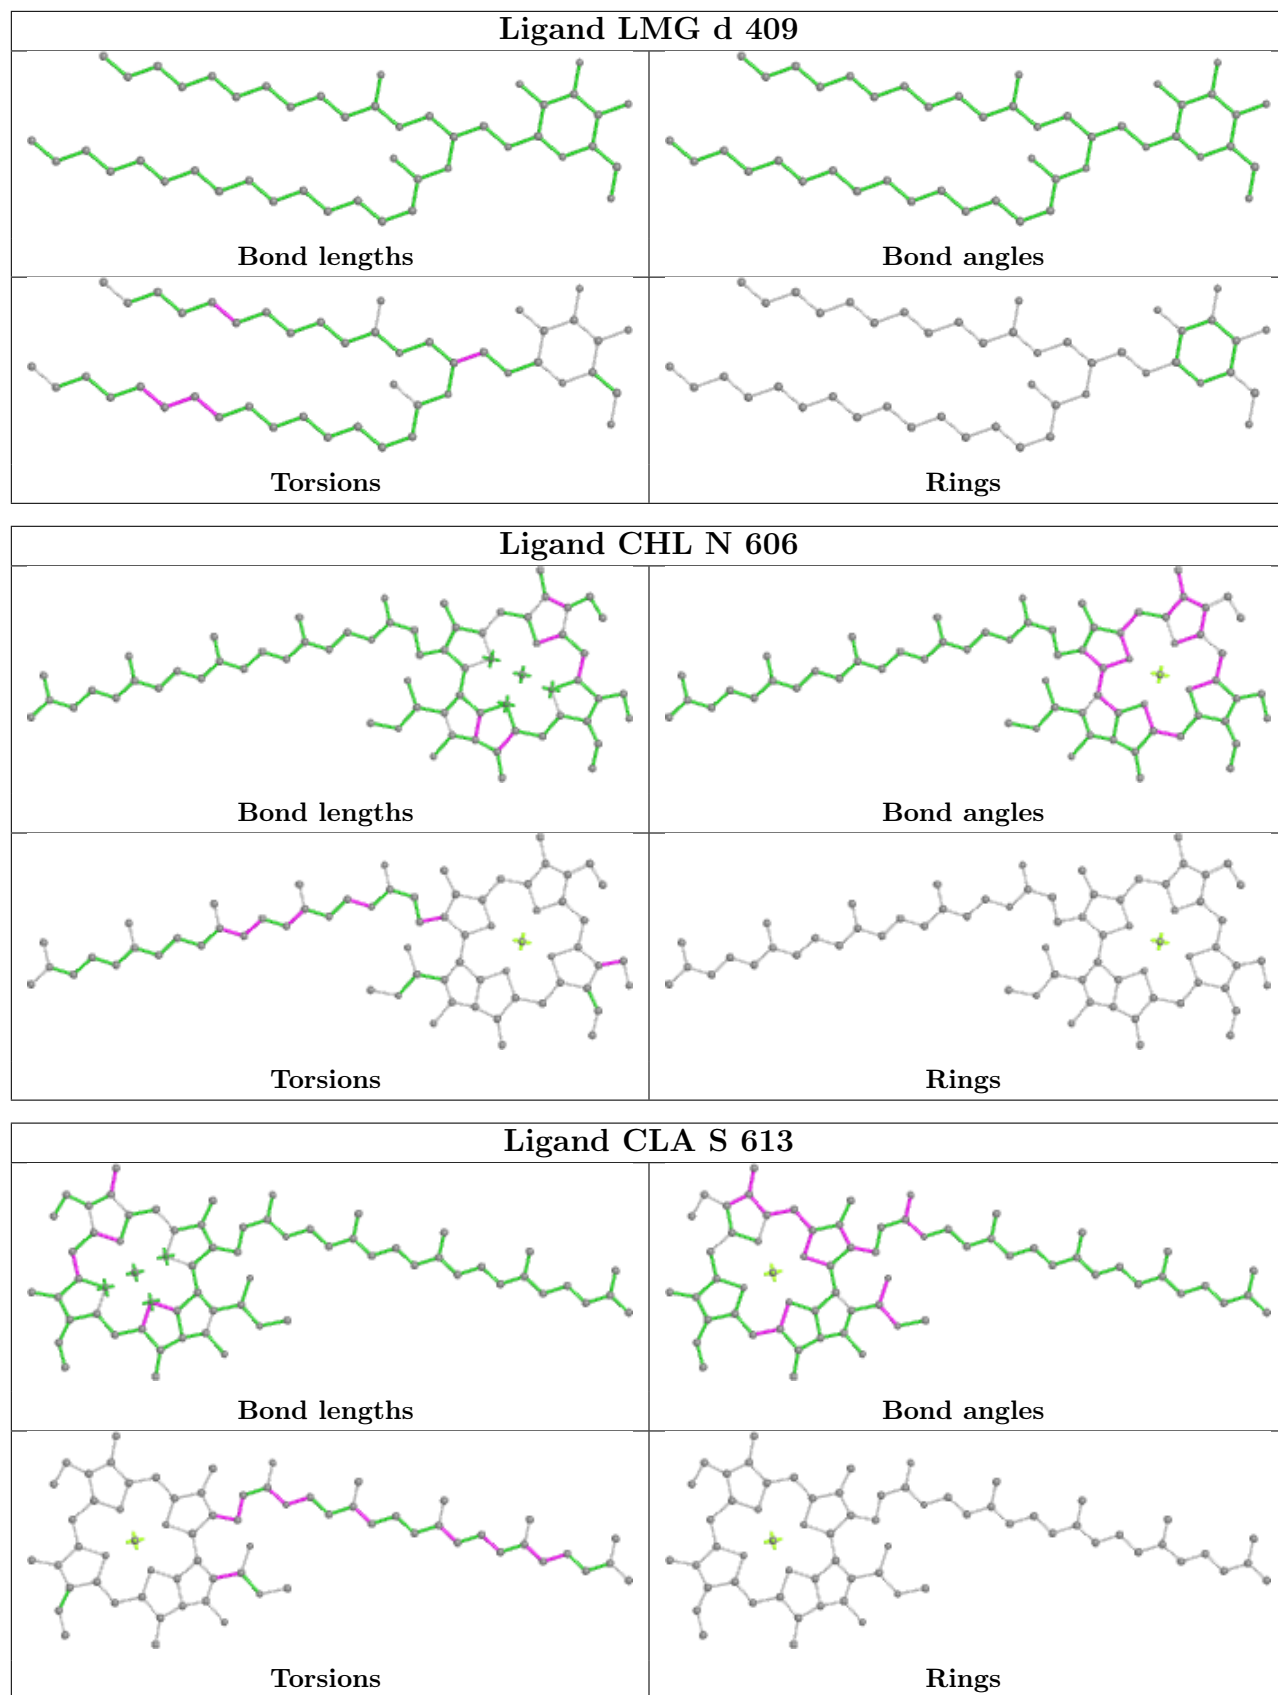 Ligand LMG d 409
Bond lengths
Bond angles
Torsions
Rings
Ligand CHL N 606
Bond lengths
Bond angles
Torsions
Rings
Ligand CLA S 613
Bond lengths
Bond angles
Torsions
Rings